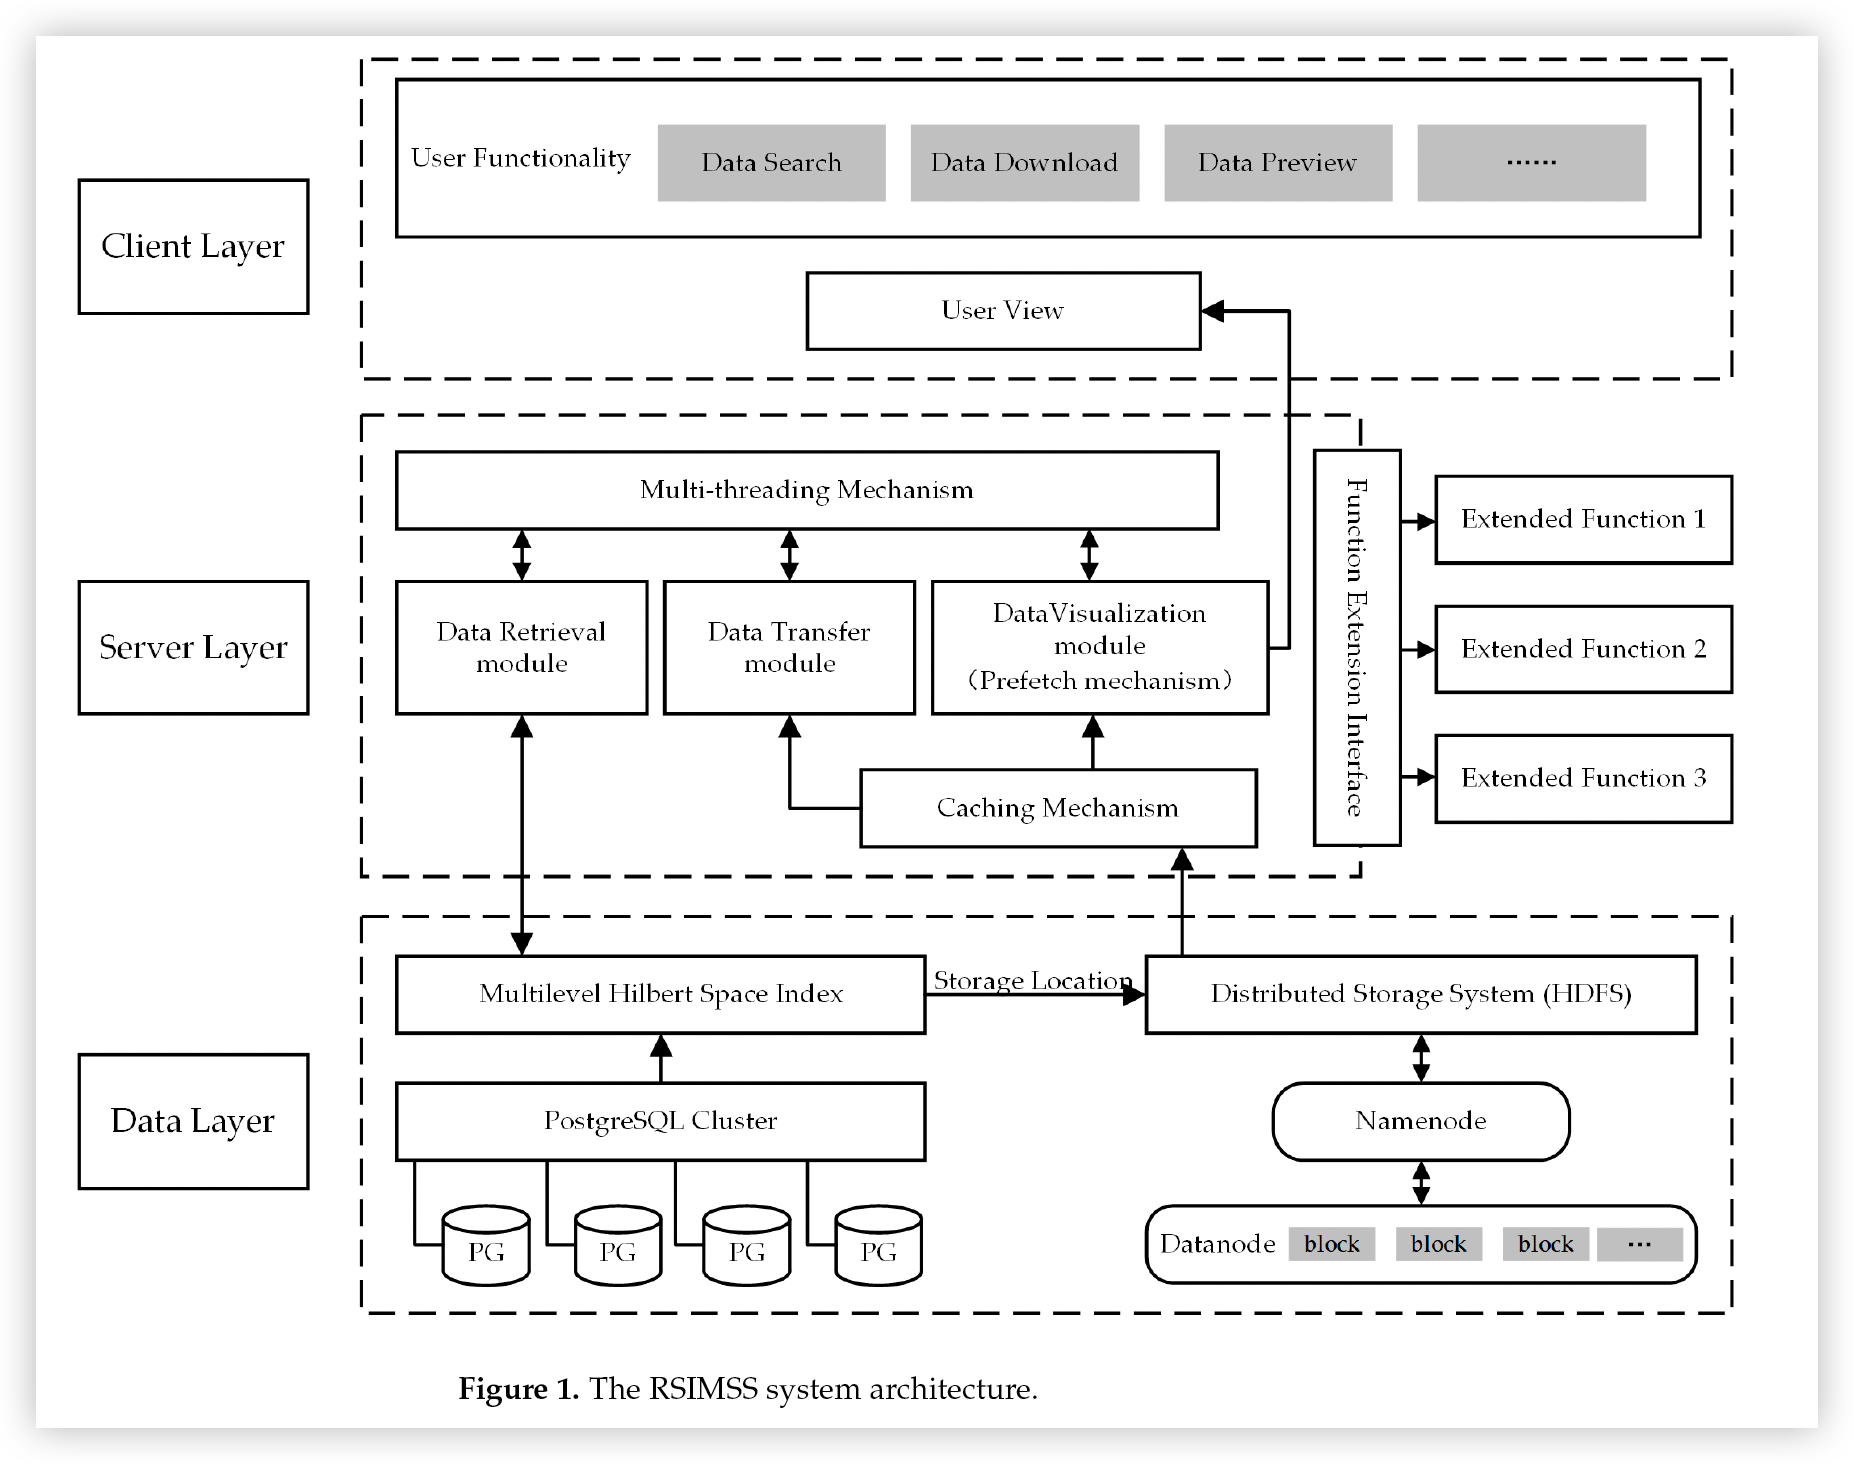 User Functionality
Data Search
Data Download
Data Preview
······
Client Layer
User View
Multi-threading Mechanism
Function Extension Interface
Extended Function 1
Server Layer
Data Retrieval
module
Data Transfer
module
DataVisualization
module
（Prefetch mechanism）
Extended Function 2
Extended Function 3
Caching Mechanism
Multilevel Hilbert Space Index
Storage Location
Distributed Storage System (HDFS)
Data Layer
PostgreSQL Cluster
Namenode
PG
PG
PG
PG
Datanode
block
block
block
···
Figure 1. The RSIMSS system architecture.